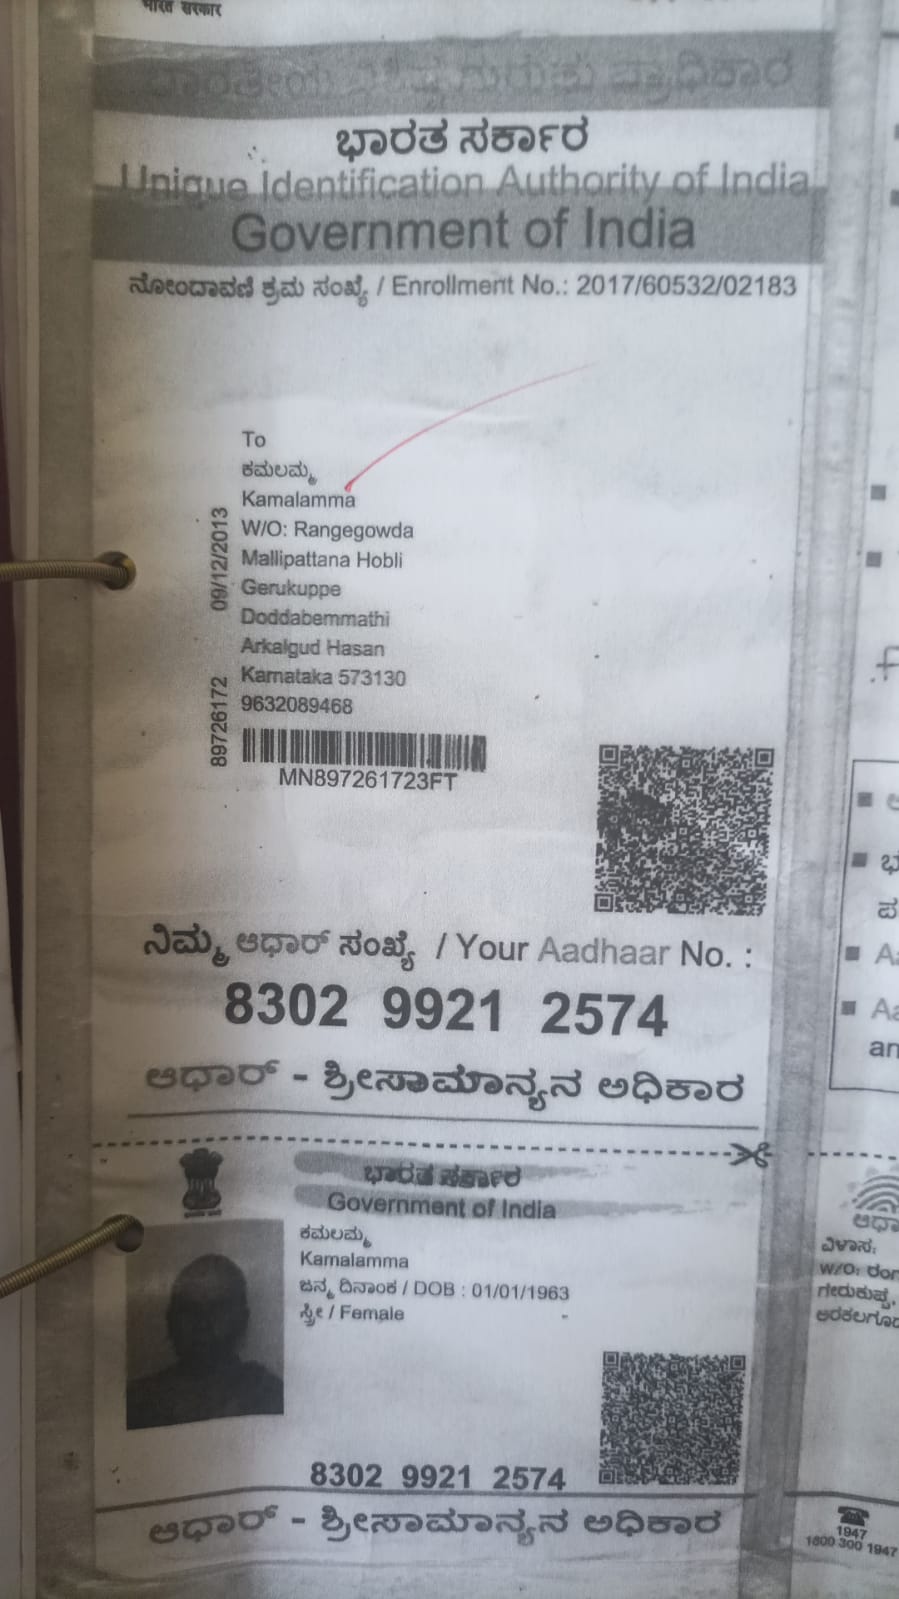 भारत सरकार
ಭಾರತೀಯ ವಿಶಿಷ್ಟ ಗುರುತು ಪ್ರಾಧಿಕಾರ
ಭಾರತ ಸರ್ಕಾರ
Unique Identification Authority of India
Government of India
ನೋಂದಾವಣಿ ಕ್ರಮ ಸಂಖ್ಯೆ / Enrollment No.: 2017/60532/02183
To
ಕಮಲಮ್ಮ
Kamalamma
W/O: Rangegowda
Mallipattana Hobli
Gerukuppe
Doddabemmathi
Arkalgud Hasan
Karnataka 573130
9632089468
09/12/2013
89726172
MN897261723FT
ನಿಮ್ಮ ಆಧಾರ್ ಸಂಖ್ಯೆ / Your Aadhaar No. :
8302 9921 2574
ಆಧಾರ್ - ಶ್ರೀಸಾಮಾನ್ಯನ ಅಧಿಕಾರ
ಭಾರತ ಸರ್ಕಾರ
Government of India
ಕಮಲಮ್ಮ
Kamalamma
ಜನ್ಮ ದಿನಾಂಕ / DOB : 01/01/1963
ಸ್ತ್ರೀ / Female
8302 9921 2574
ಆಧಾರ್ - ಶ್ರೀಸಾಮಾನ್ಯನ ಅಧಿಕಾರ
ವಿಳಾಸ:
W/O:
ಗೇರುಕುಪ್ಪೆ,
1947
1800 300 1947